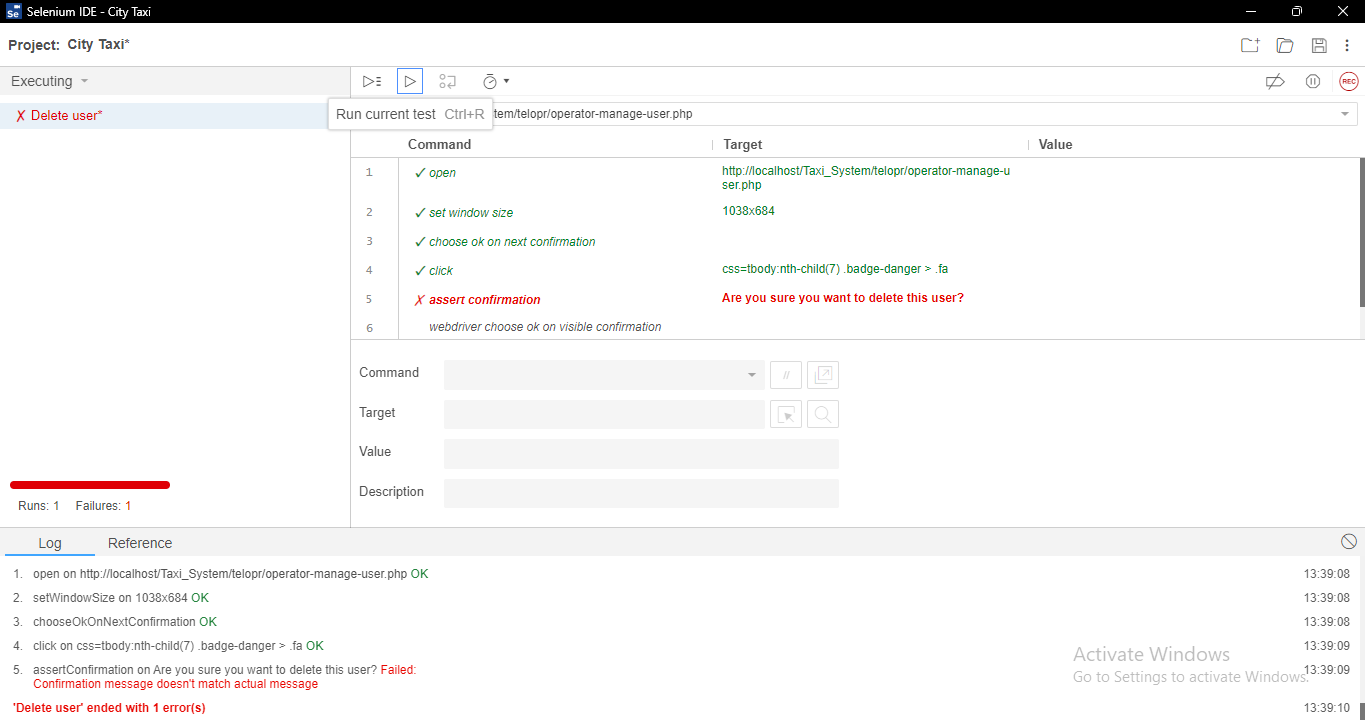 Selenium IDE - City Taxi
Project: City Taxi*
Executing
✗ Delete user*
Run current test Ctrl+R
tem/telopr/operator-manage-user.php
REC
Command Target Value
1 ✓ open http://localhost/Taxi_System/telopr/operator-manage-u
ser.php
2 ✓ set window size 1038x684
3 ✓ choose ok on next confirmation
4 ✓ click css=tbody:nth-child(7) .badge-danger > .fa
5 ✗ assert confirmation Are you sure you want to delete this user?
6 webdriver choose ok on visible confirmation
Command //
Target
Value
Description
Runs: 1 Failures: 1
Log Reference
1. open on http://localhost/Taxi_System/telopr/operator-manage-user.php OK 13:39:08
2. setWindowSize on 1038x684 OK 13:39:08
3. chooseOkOnNextConfirmation OK 13:39:08
4. click on css=tbody:nth-child(7) .badge-danger > .fa OK 13:39:09
5. assertConfirmation on Are you sure you want to delete this user? Failed: 13:39:09
Confirmation message doesn't match actual message
'Delete user' ended with 1 error(s) 13:39:10
Activate Windows
Go to Settings to activate Windows.